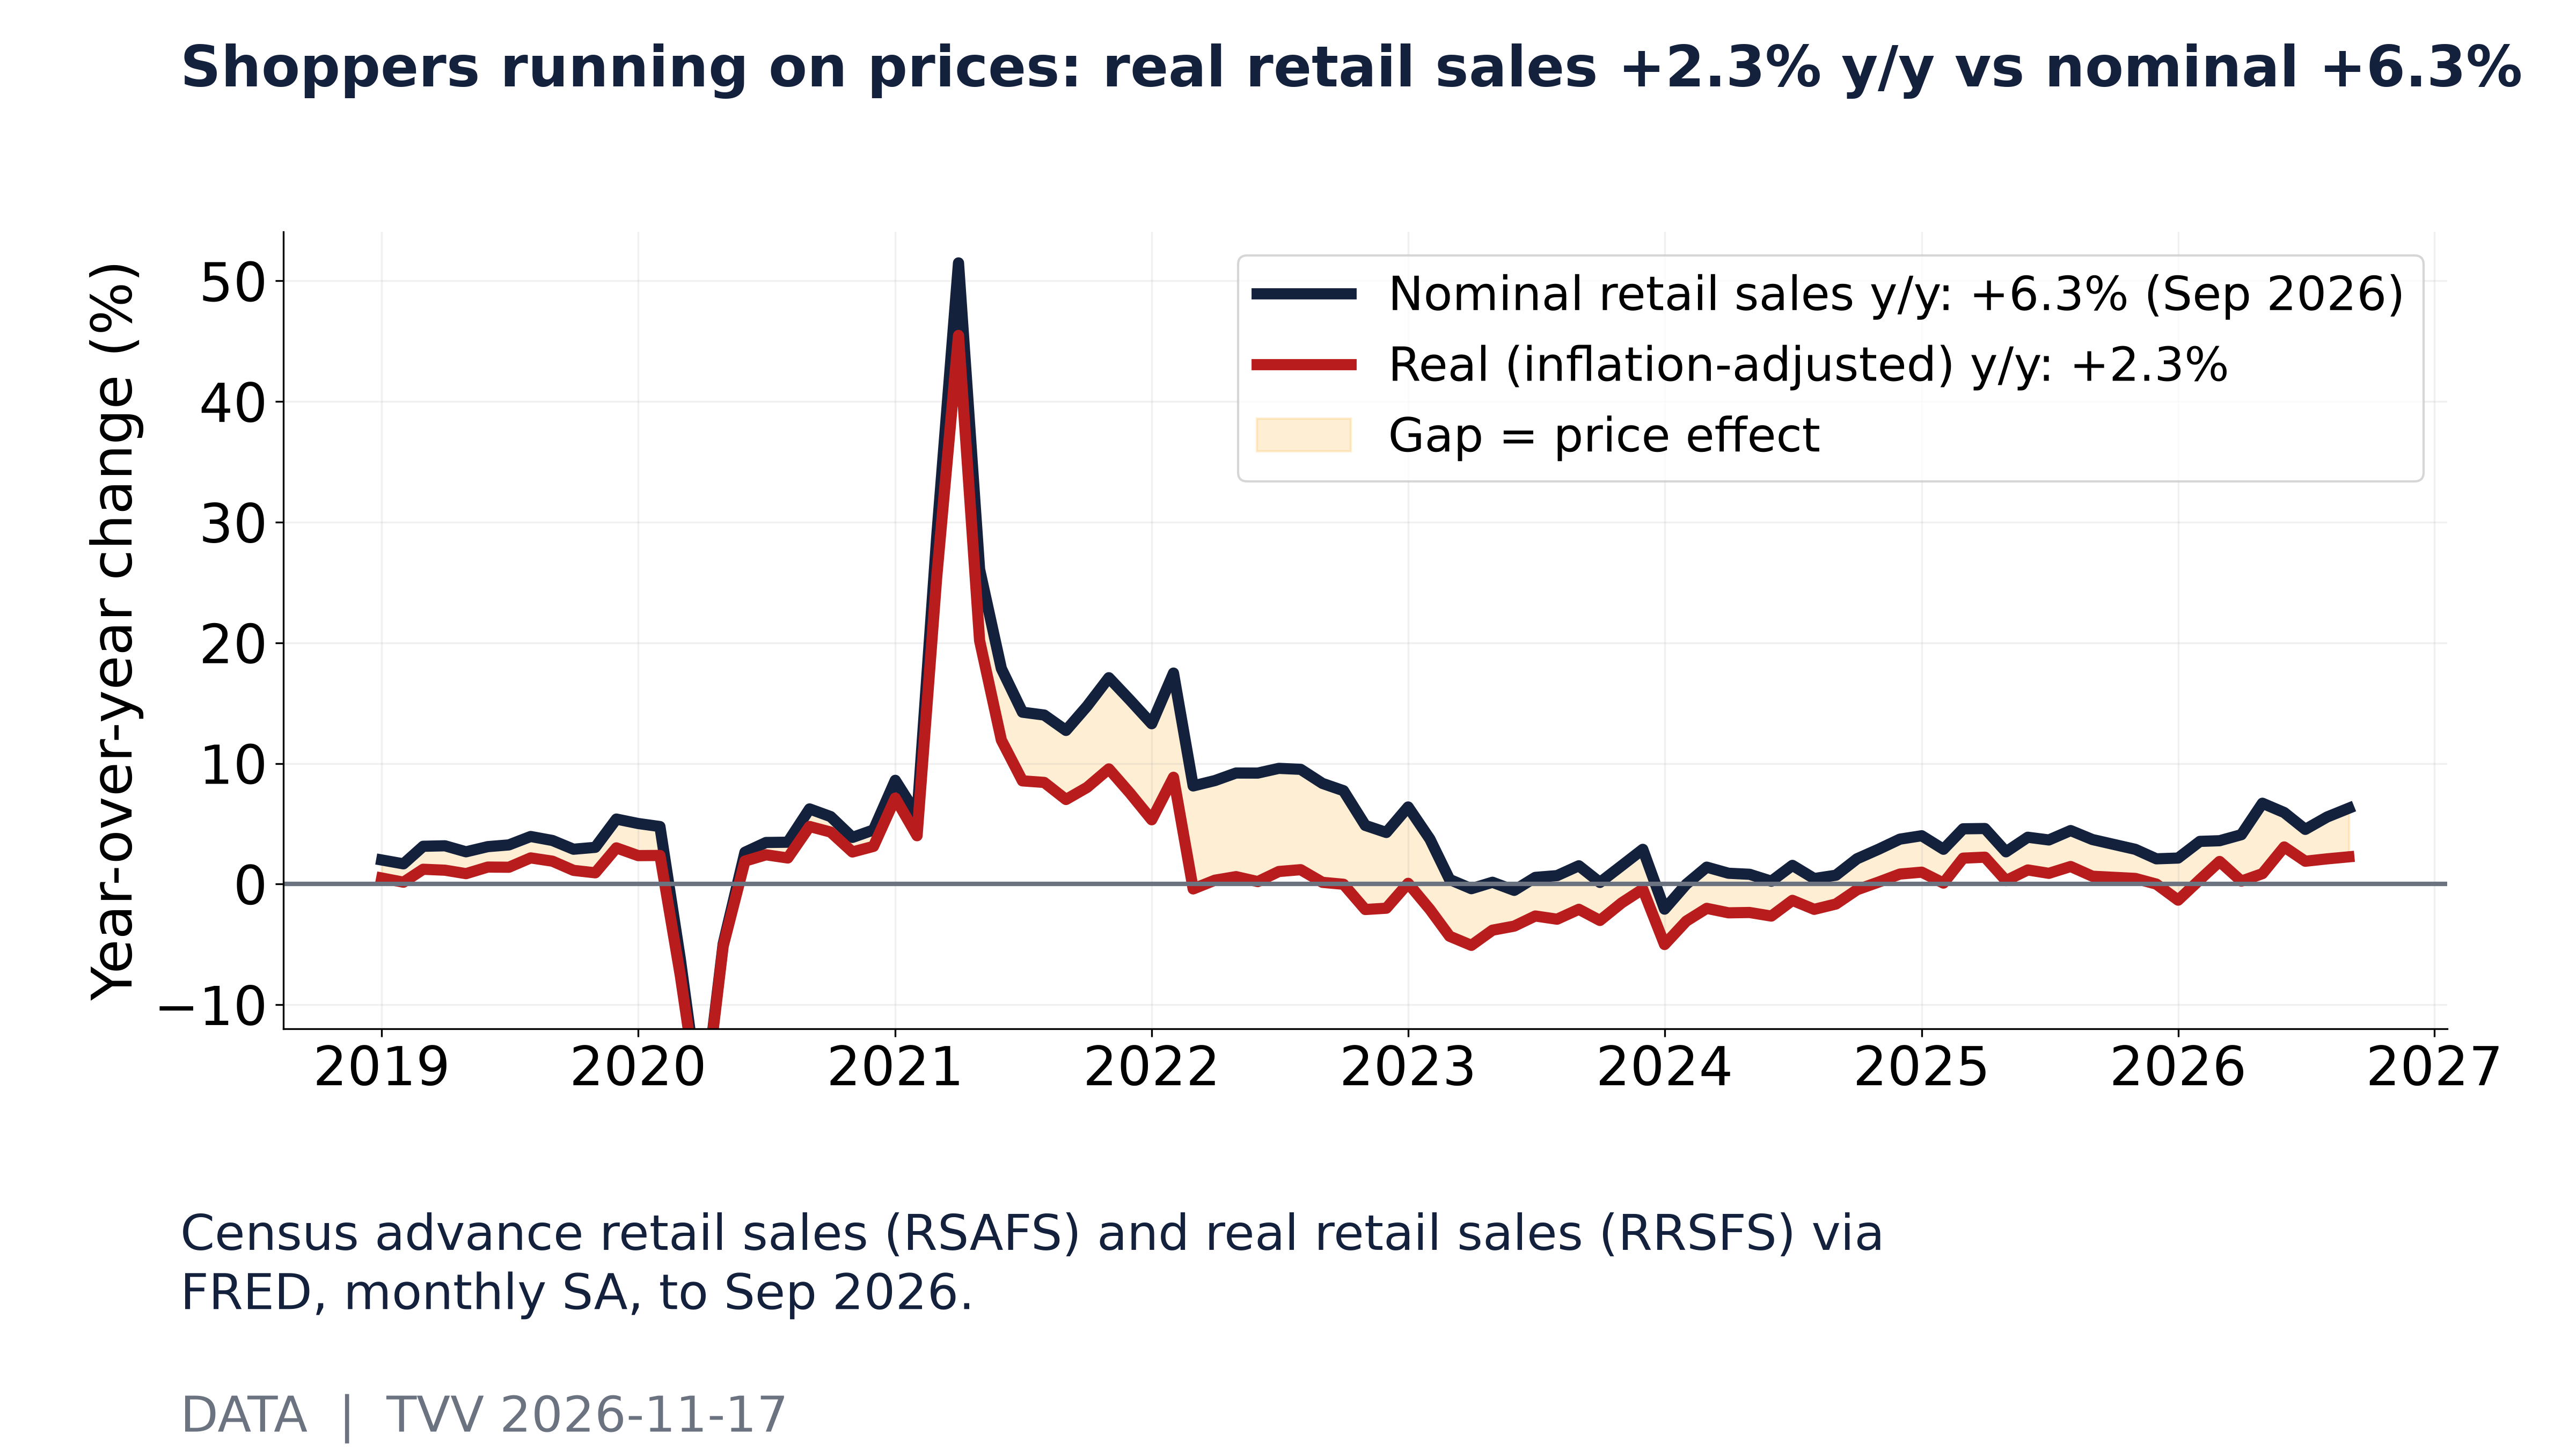 Shoppers running on prices: real retail sales +2.3% y/y vs nominal +6.3%
Year-over-year change (%)
50
40
30
20
10
0
−10
Nominal retail sales y/y: +6.3% (Sep 2026)
Real (inflation-adjusted) y/y: +2.3%
Gap = price effect
2019 2020 2021 2022 2023 2024 2025 2026 2027
Census advance retail sales (RSAFS) and real retail sales (RRSFS) via
FRED, monthly SA, to Sep 2026.
DATA | TVV 2026-11-17